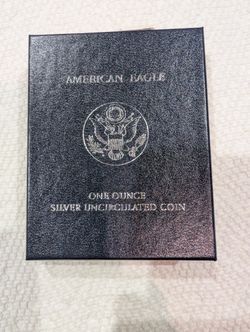 AMERICAN EAGLE
ONE OUNCE
SILVER UNCIRCULATED COIN